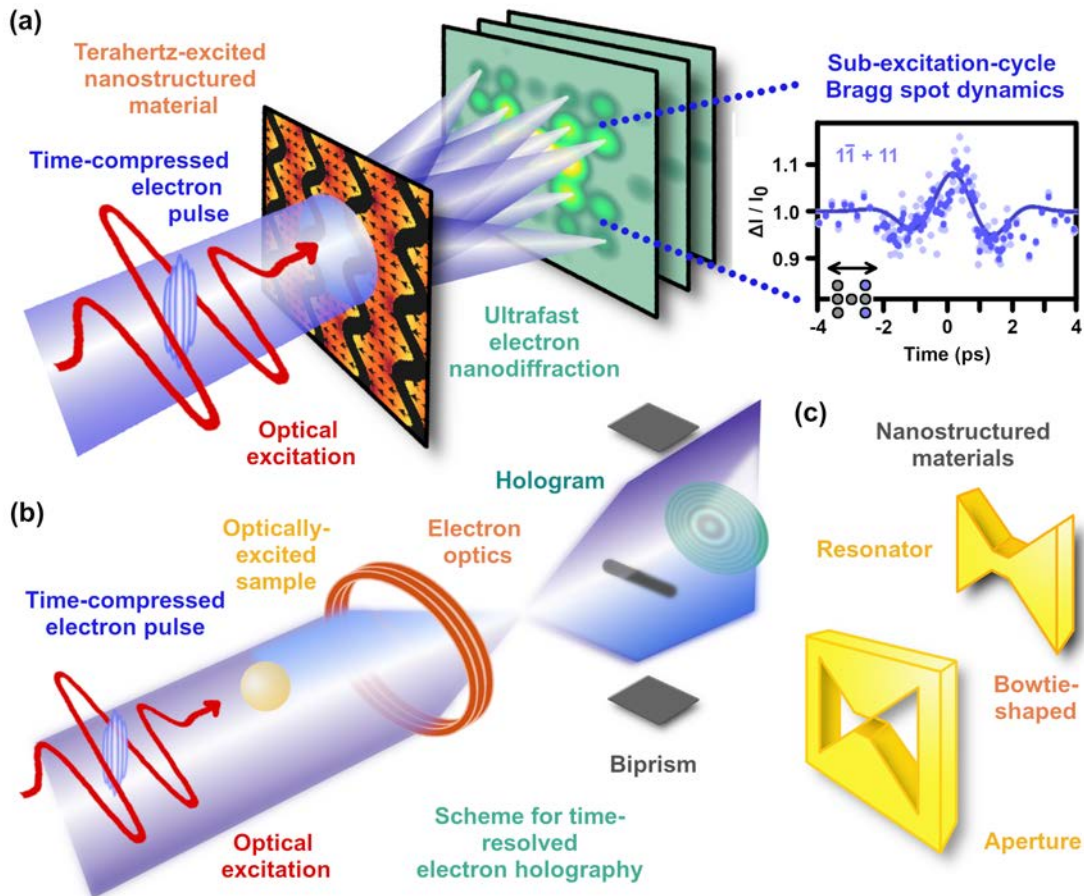 (a)
Terahertz-excited
nanostructured
material
Time-compressed
electron
pulse
Optical
excitation
Ultrafast
electron
nanodiffraction
Sub-excitation-cycle
Bragg spot dynamics
11̅ + 11
ΔI / I₀
1.1
1.0
0.9
-4
-2
0
2
4
Time (ps)
(b)
Time-compressed
electron pulse
Optically-
excited
sample
Electron
optics
Hologram
Biprism
Optical
excitation
Scheme for time-
resolved
electron holography
(c)
Nanostructured
materials
Resonator
Bowtie-
shaped
Aperture